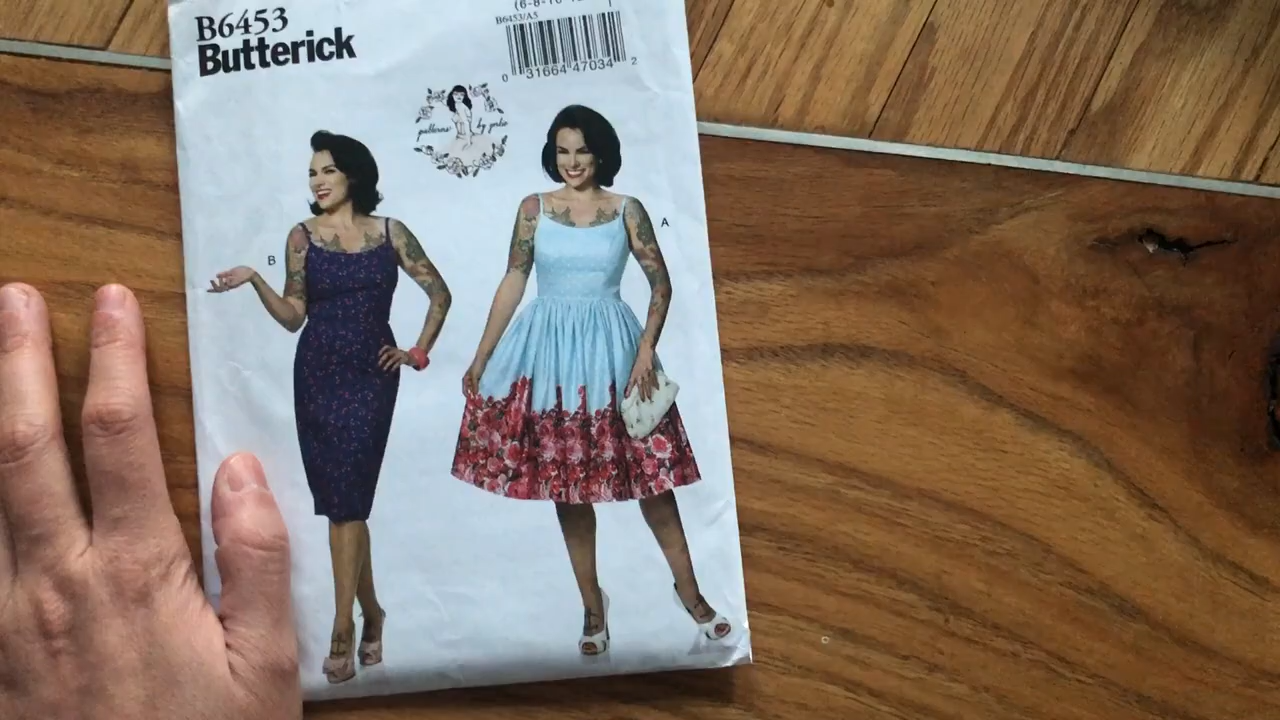 B6453
Butterick
B6453/A5
0 31664 47034 2
patterns by gertie
B
A